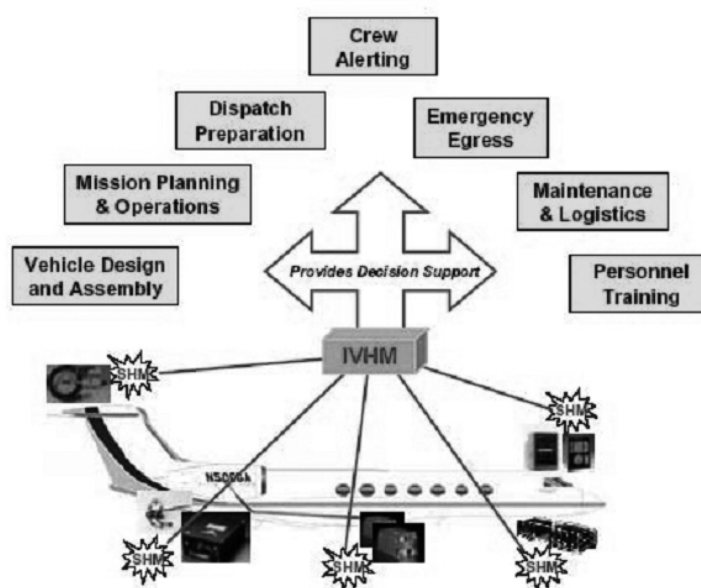 Crew
Alerting
Dispatch
Preparation
Emergency
Egress
Mission Planning
& Operations
Maintenance
& Logistics
Vehicle Design
and Assembly
Provides Decision Support
Personnel
Training
IVHM
SHM
SHM
SHM
SHM
SHM